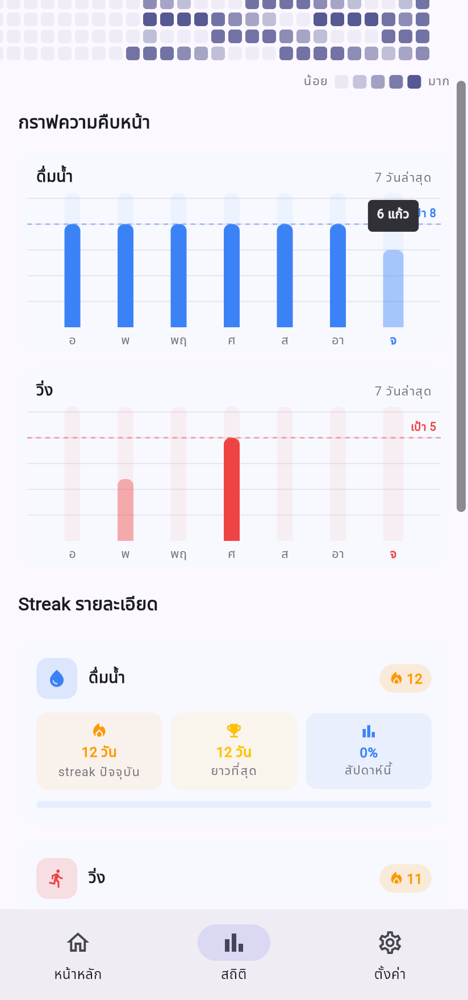 น้อย มาก
กราฟความคืบหน้า
ดื่มน้ำ 7 วันล่าสุด
6 แก้ว 8
อ พ พฤ ศ ส อา จ
วิ่ง 7 วันล่าสุด
เป้า 5
อ พ พฤ ศ ส อา จ
Streak รายละเอียด
ดื่มน้ำ 12
12 วัน 12 วัน 0%
streak ปัจจุบัน ยาวที่สุด สัปดาห์นี้
วิ่ง 11
หน้าหลัก สถิติ ตั้งค่า